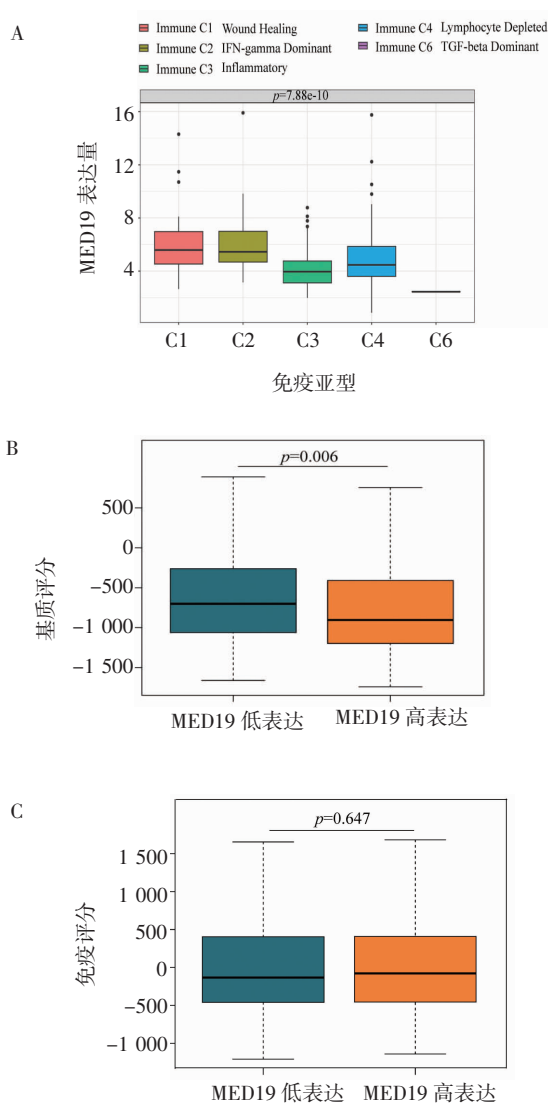 A
Immune C1 Wound Healing
Immune C4 Lymphocyte Depleted
Immune C2 IFN-gamma Dominant
Immune C6 TGF-beta Dominant
Immune C3 Inflammatory
p=7.88e-10
16
12
8
4
MED19 表达量
C1 C2 C3 C4 C6
免疫亚型
B
p=0.006
500
0
−500
−1 000
−1 500
基质评分
MED19 低表达 MED19 高表达
C
p=0.647
1 500
1 000
500
0
−500
−1 000
免疫评分
MED19 低表达 MED19 高表达